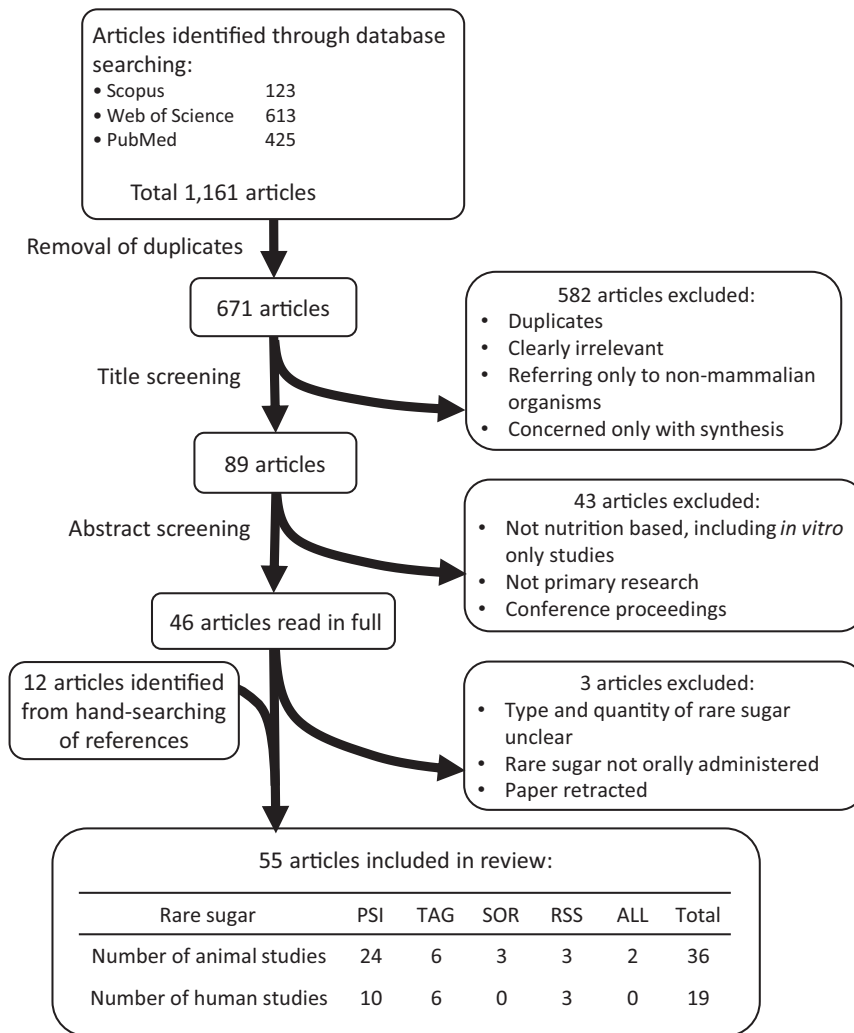 Articles identified through database
searching:
• Scopus 123
• Web of Science 613
• PubMed 425
Total 1,161 articles
Removal of duplicates
671 articles
582 articles excluded:
• Duplicates
• Clearly irrelevant
• Referring only to non-mammalian
organisms
• Concerned only with synthesis
Title screening
89 articles
43 articles excluded:
• Not nutrition based, including in vitro
only studies
• Not primary research
• Conference proceedings
Abstract screening
46 articles read in full
12 articles identified
from hand-searching
of references
3 articles excluded:
• Type and quantity of rare sugar
unclear
• Rare sugar not orally administered
• Paper retracted
55 articles included in review:
Rare sugar PSI TAG SOR RSS ALL Total
Number of animal studies 24 6 3 3 2 36
Number of human studies 10 6 0 3 0 19